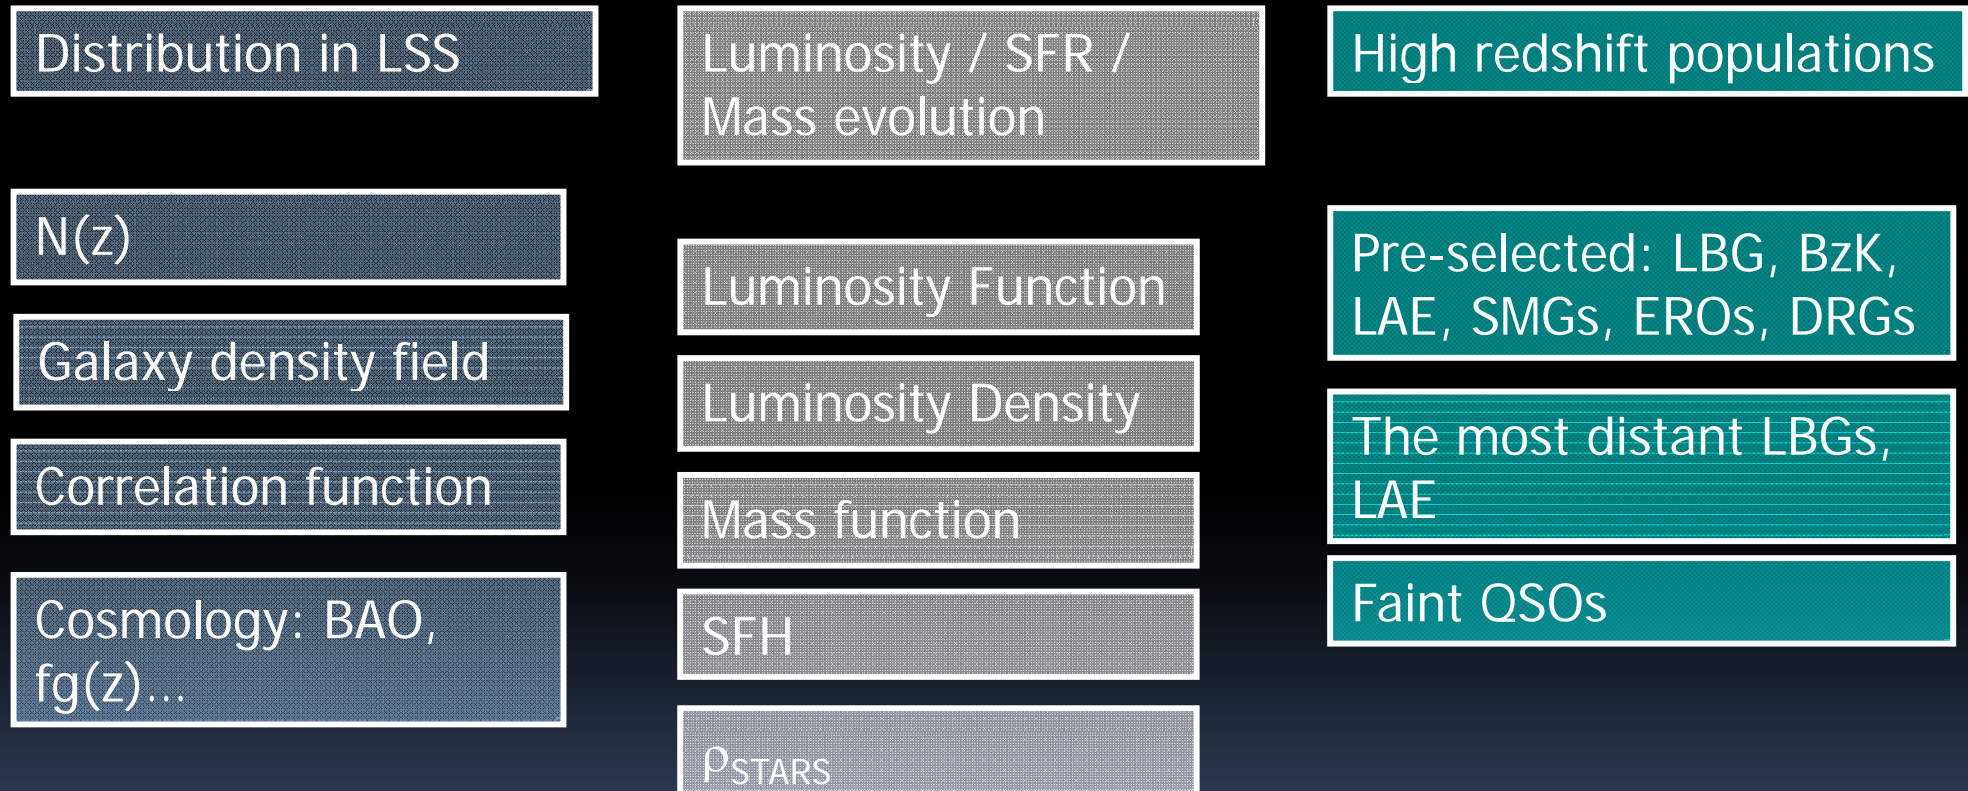 Distribution in LSS
N(z)
Galaxy density field
Correlation function
Cosmology: BAO,
fg(z)...
Luminosity / SFR /
Mass evolution
Luminosity Function
Luminosity Density
Mass function
SFH
ρSTARS
High redshift populations
Pre-selected: LBG, BzK,
LAE, SMGs, EROs, DRGs
The most distant LBGs,
LAE
Faint QSOs